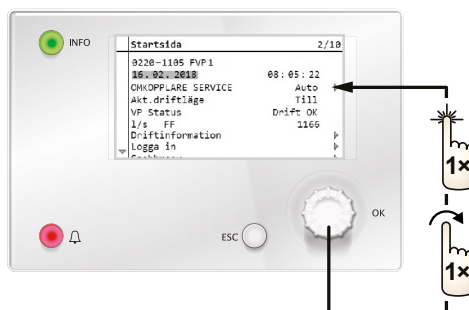 INFO
Startsida 2/10
0220-1105 FVP1
16.02.2018 08:05:22
OMKOPPLARE SERVICE Auto
Akt.driftläge Till
VP Status Drift OK
l/s FF 1166
Driftinformation
Logga in
OK
ESC
1×
1×